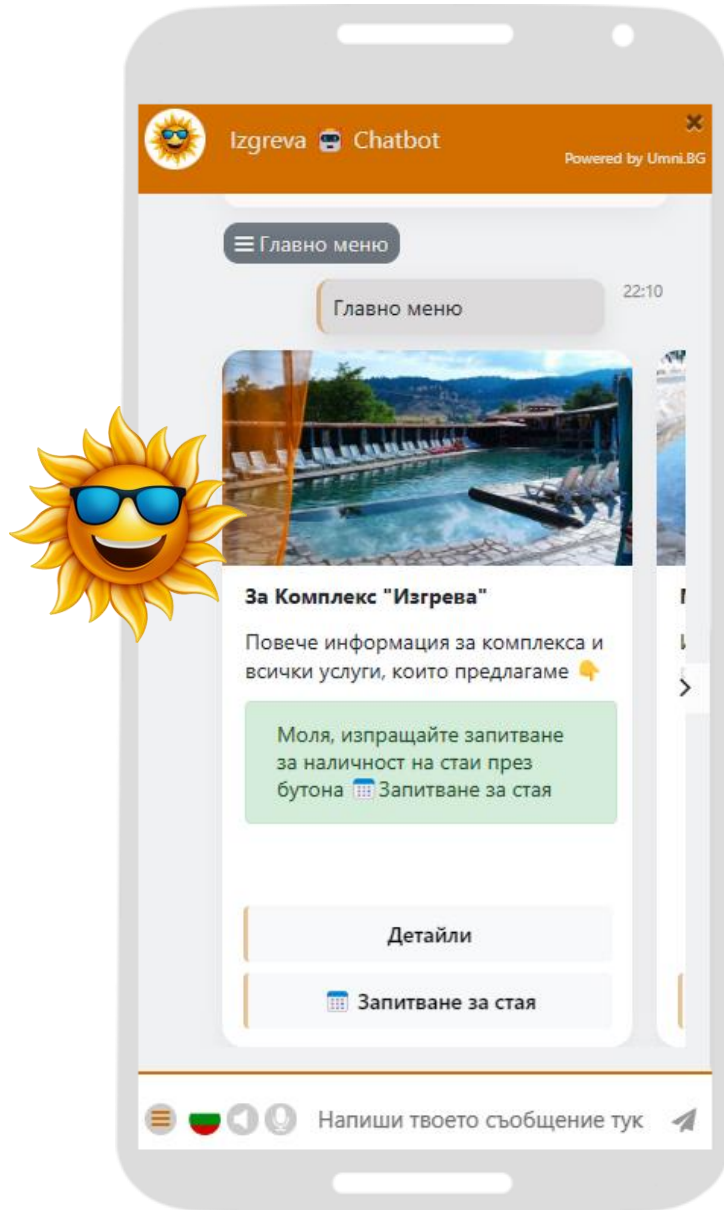 Izgreva 🤖 Chatbot
Powered by Umni.BG
Главно меню
Главно меню
22:10
За Комплекс "Изгрева"
Повече информация за комплекса и
всички услуги, които предлагаме 👇
Моля, изпращайте запитване
за наличност на стаи през
бутона 📅 Запитване за стая
Детайли
📅 Запитване за стая
Напиши твоето съобщение тук